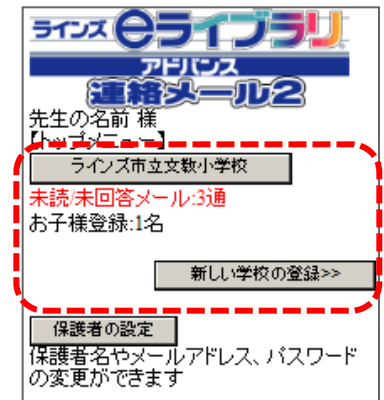 ラインズeライブラリ
アドバンス
連絡メール2
先生の名前 様
【トップメニュー】
ラインズ市立文教小学校
未読/未回答メール:3通
お子様登録:1名
新しい学校の登録>>
保護者の設定
保護者名やメールアドレス、パスワード
の変更ができます